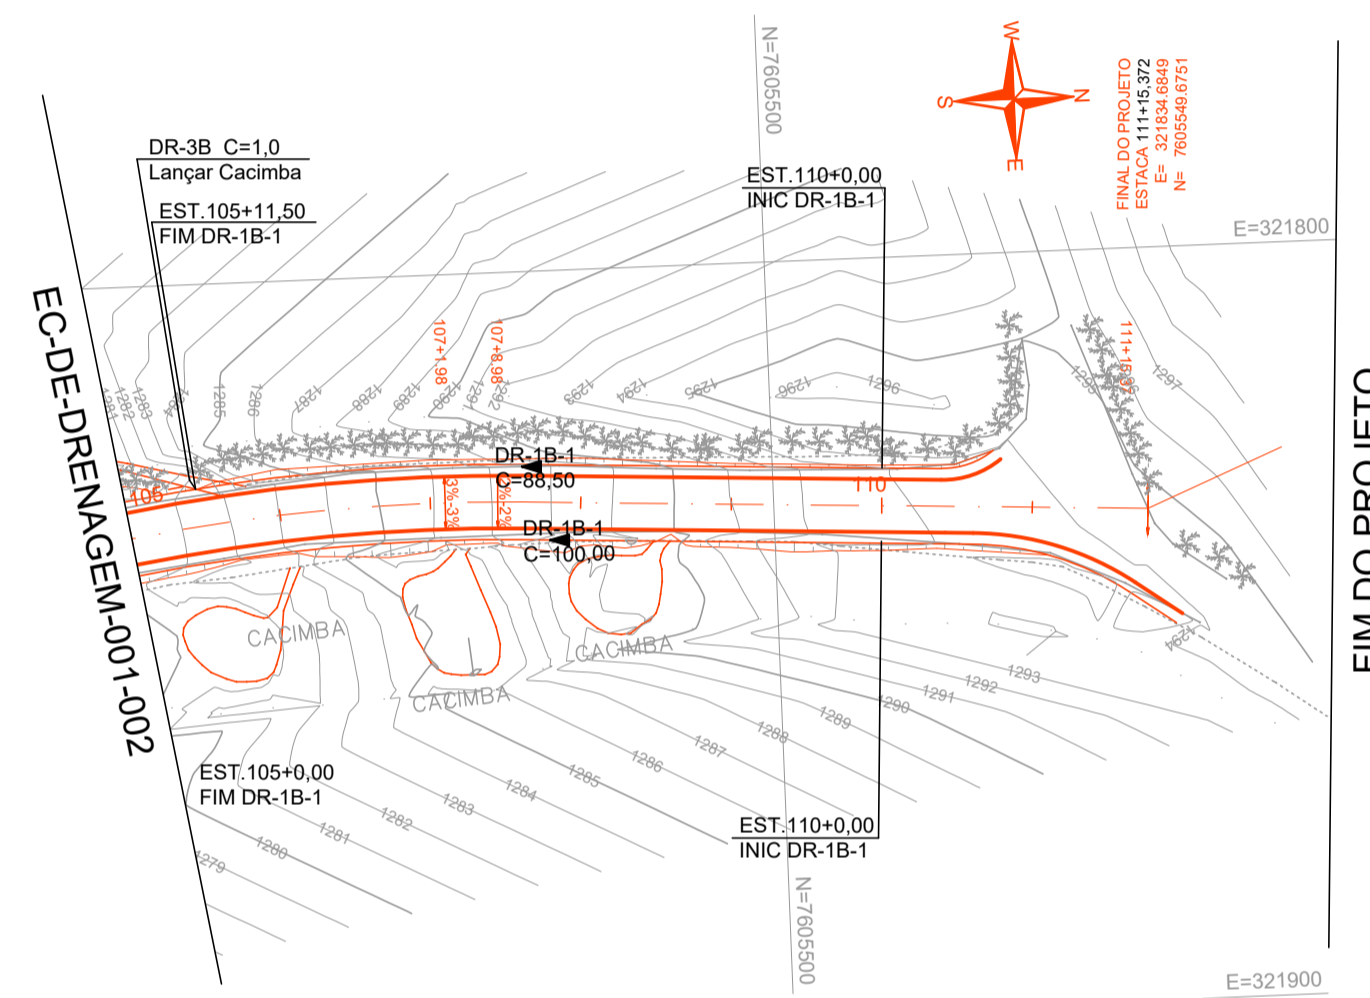 N=7605500
W
S
N
E
FINAL DO PROJETO
ESTACA 111+15,372
E= 321834.6849
N= 7605549.6751
DR-3B C=1,0
Lançar Cacimba
EST.105+11,50
FIM DR-1B-1
EST.110+0,00
INIC DR-1B-1
E=321800
EC-DE-DRENAGEM-001-002
107+1.98
107+8.98
1281
1282
1283
1284
1285
1286
1287
1288
1289
1290
1291
1292
1293
1294
1295
1296
1296
1295
1297
FIM DO PROJETO
DR-1B-1
C=88,50
105
110
3%-3%
DR-1B-1
C=100,00
CACIMBA
CACIMBA
CACIMBA
1294
1293
1292
1291
1290
1289
1288
1287
1286
1285
1284
1283
1282
1281
1280
1279
EST.105+0,00
FIM DR-1B-1
EST.110+0,00
INIC DR-1B-1
N=7605500
E=321900